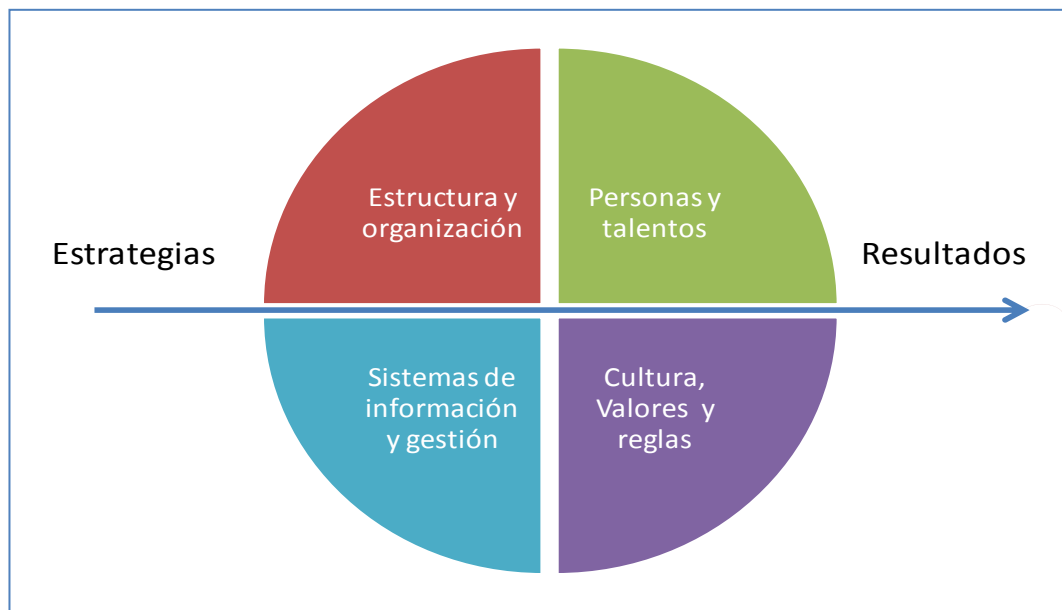 Estrategias
Estructura y
organización
Personas y
talentos
Resultados
Sistemas de
información
y gestión
Cultura,
Valores y
reglas